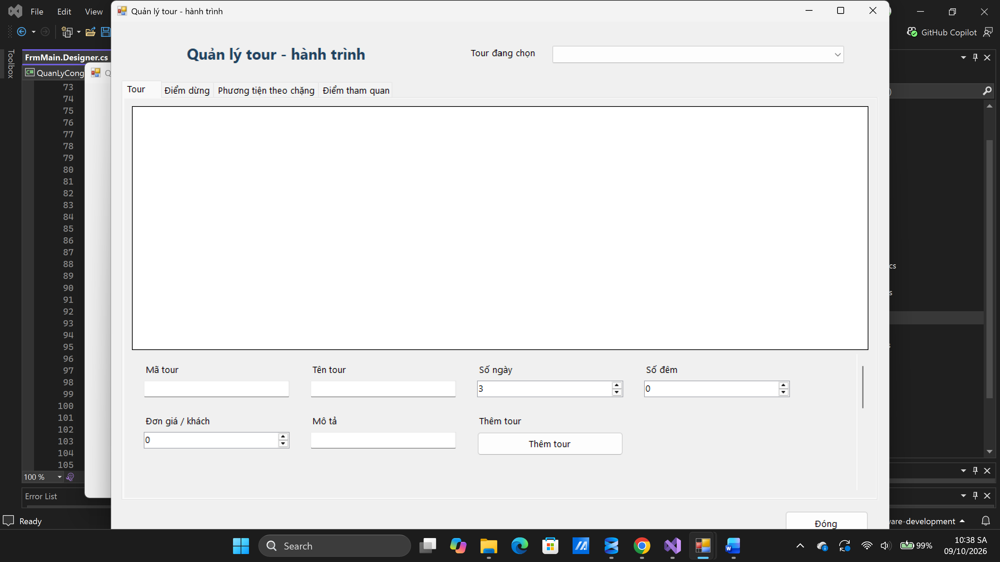 File Edit View
Quản lý tour - hành trình
GitHub Copilot
Toolbox
FrmMain.Designer.cs
C# QuanLyCong
Quản lý tour - hành trình
Tour đang chọn
Tour Điểm dừng Phương tiện theo chặng Điểm tham quan
73
74
75
76
77
78
79
80
81
82
83
84
85
86
87
88
89
90
91
92
93
94
95
96
97
98
99
100
101
102
103
104
105
cs
s
Mã tour Tên tour Số ngày Số đêm
3 0
Đơn giá / khách Mô tả Thêm tour
0 Thêm tour
100 %
Error List
Đóng
Ready
are-development
Search
99%
10:38 SA
09/10/2026